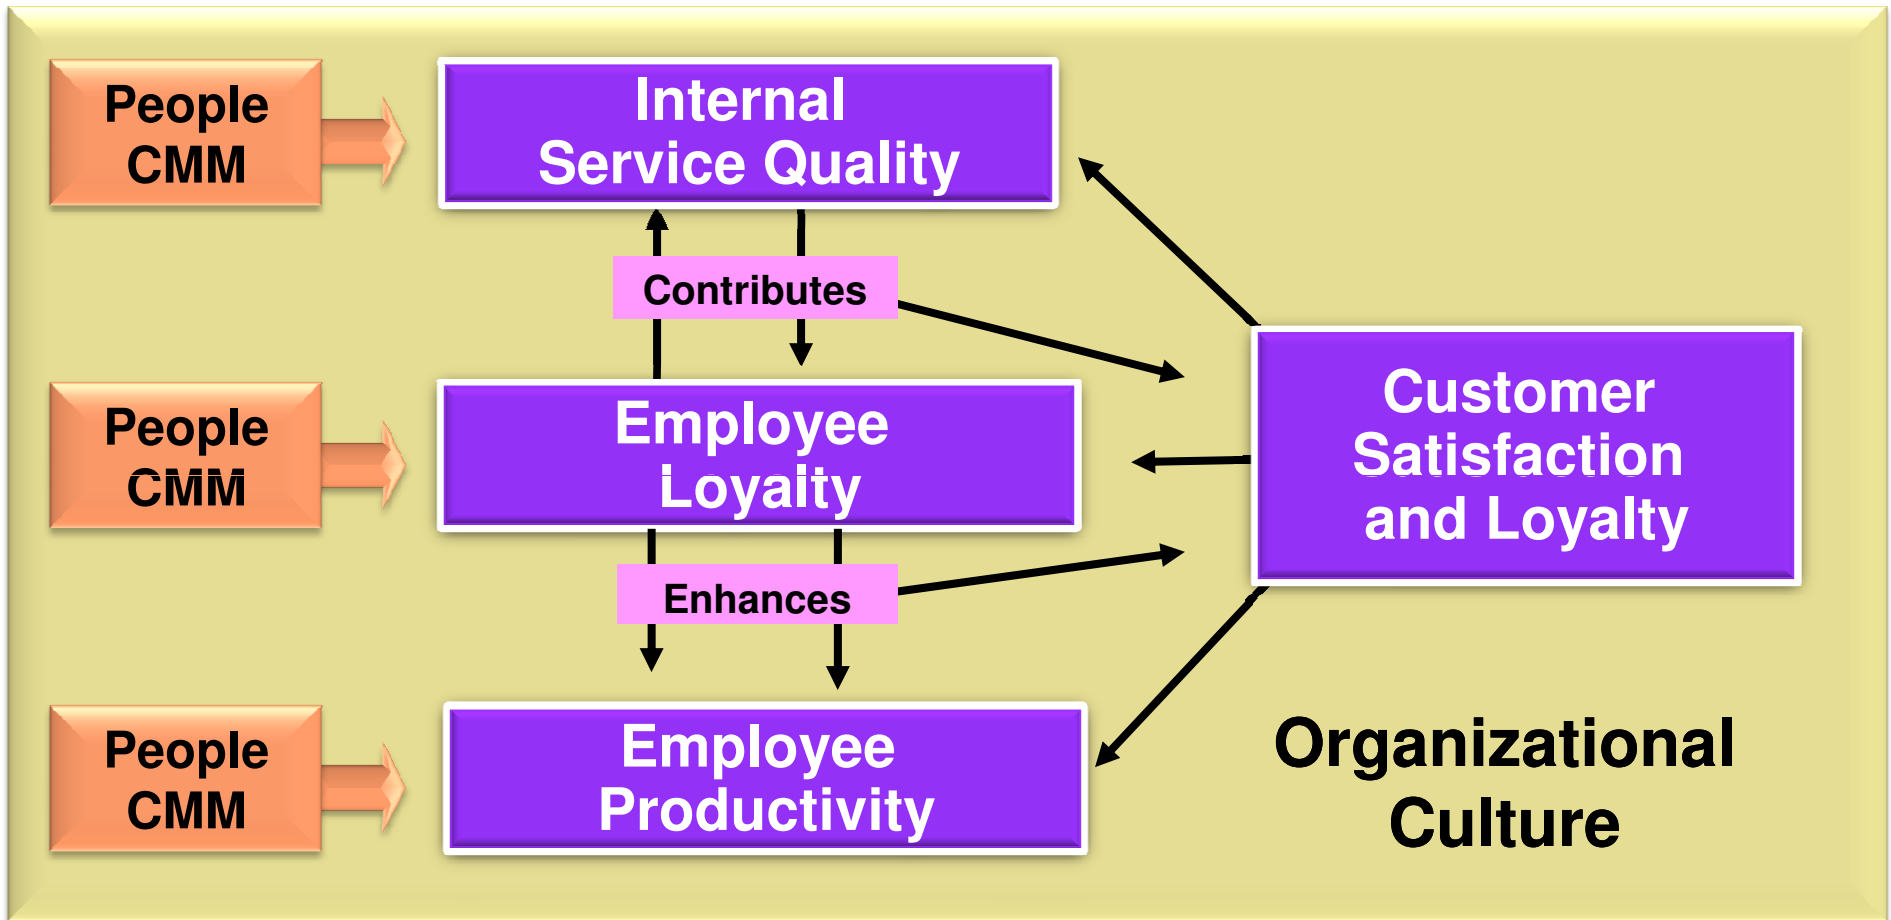 People
CMM
Internal
Service Quality
Contributes
People
CMM
Employee
Loyalty
Customer
Satisfaction
and Loyalty
Enhances
People
CMM
Employee
Productivity
Organizational
Culture